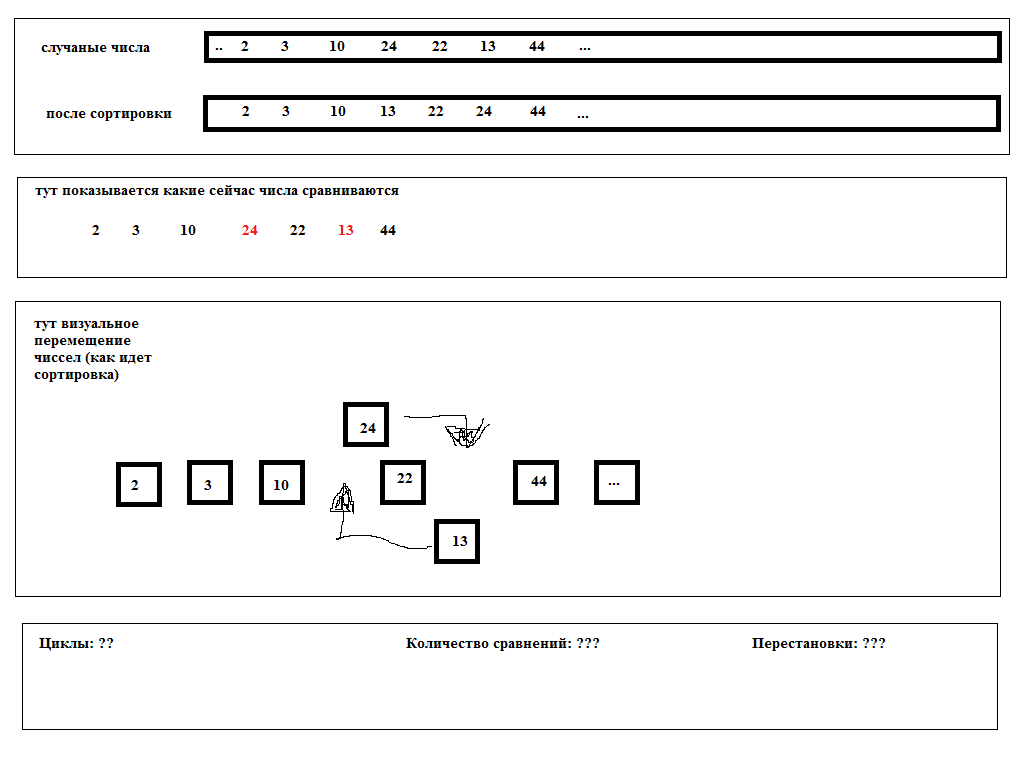 случаные числа .. 2 3 10 24 22 13 44 ...
после сортировки 2 3 10 13 22 24 44 ...
тут показывается какие сейчас числа сравниваются
2 3 10 24 22 13 44
тут визуальное
перемещение
чиссел (как идет
сортировка)
24
2 3 10 22 44 ...
13
Циклы: ?? Количество сравнений: ??? Перестановки: ???